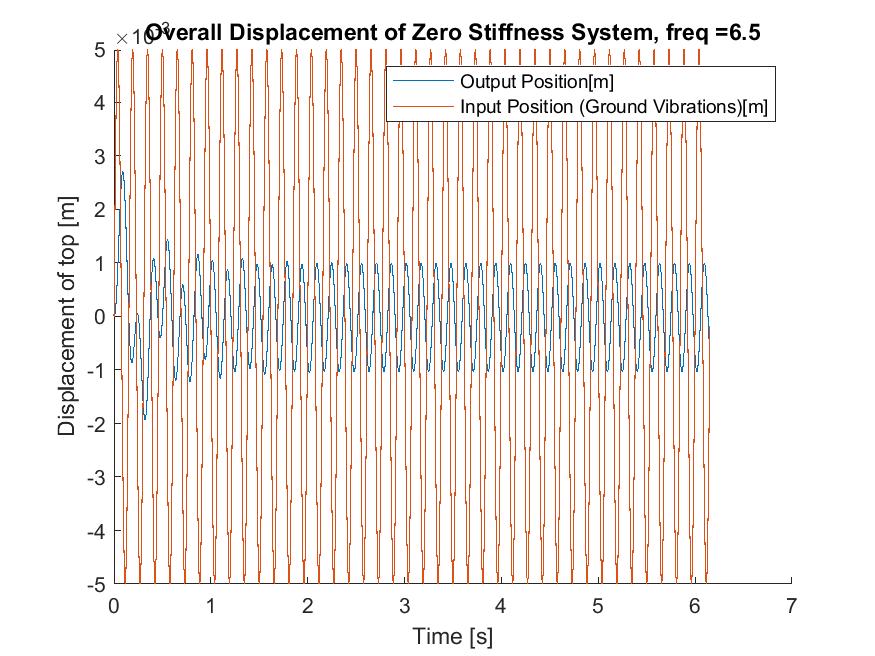 ×10⁻³
Overall Displacement of Zero Stiffness System, freq =6.5
Output Position[m]
Input Position (Ground Vibrations)[m]
5
4
3
2
1
0
-1
-2
-3
-4
-5
Displacement of top [m]
0 1 2 3 4 5 6 7
Time [s]